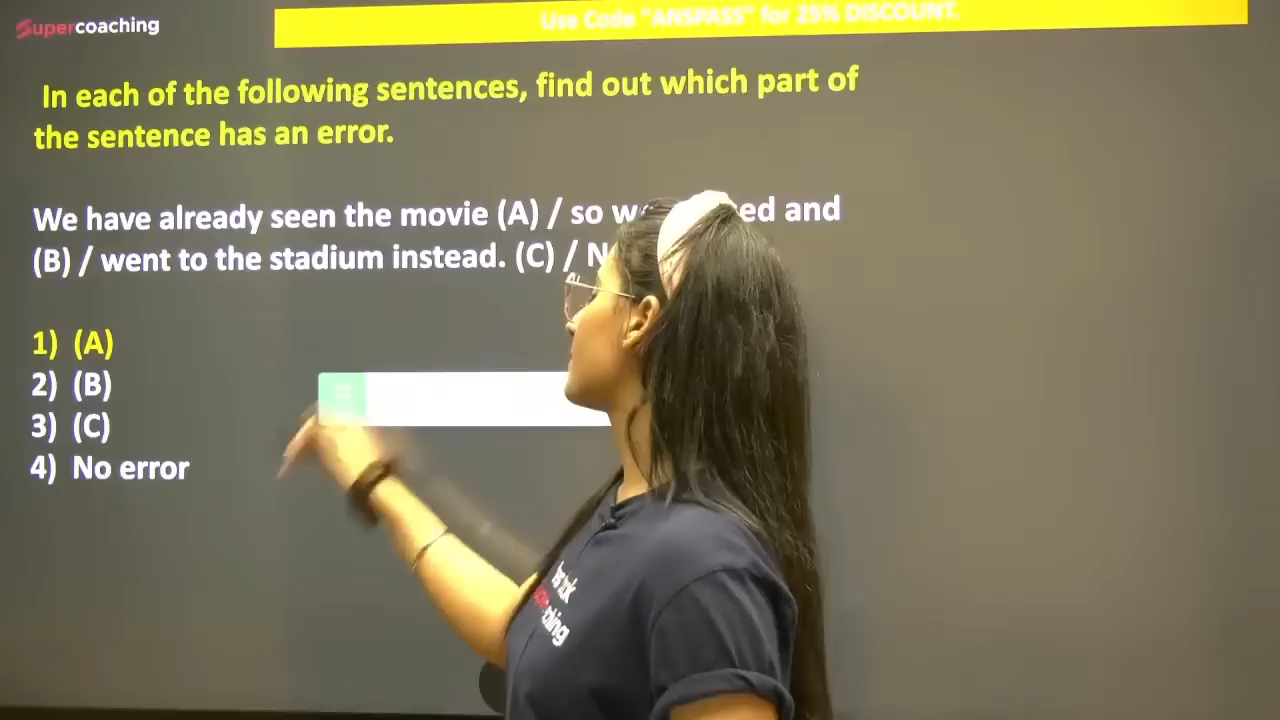 Supercoaching
Use Code "ANSPASS" for 25% DISCOUNT.
In each of the following sentences, find out which part of
the sentence has an error.
We have already seen the movie (A) / so ed and
(B) / went to the stadium instead. (C) /
1) (A)
2) (B)
3) (C)
4) No error